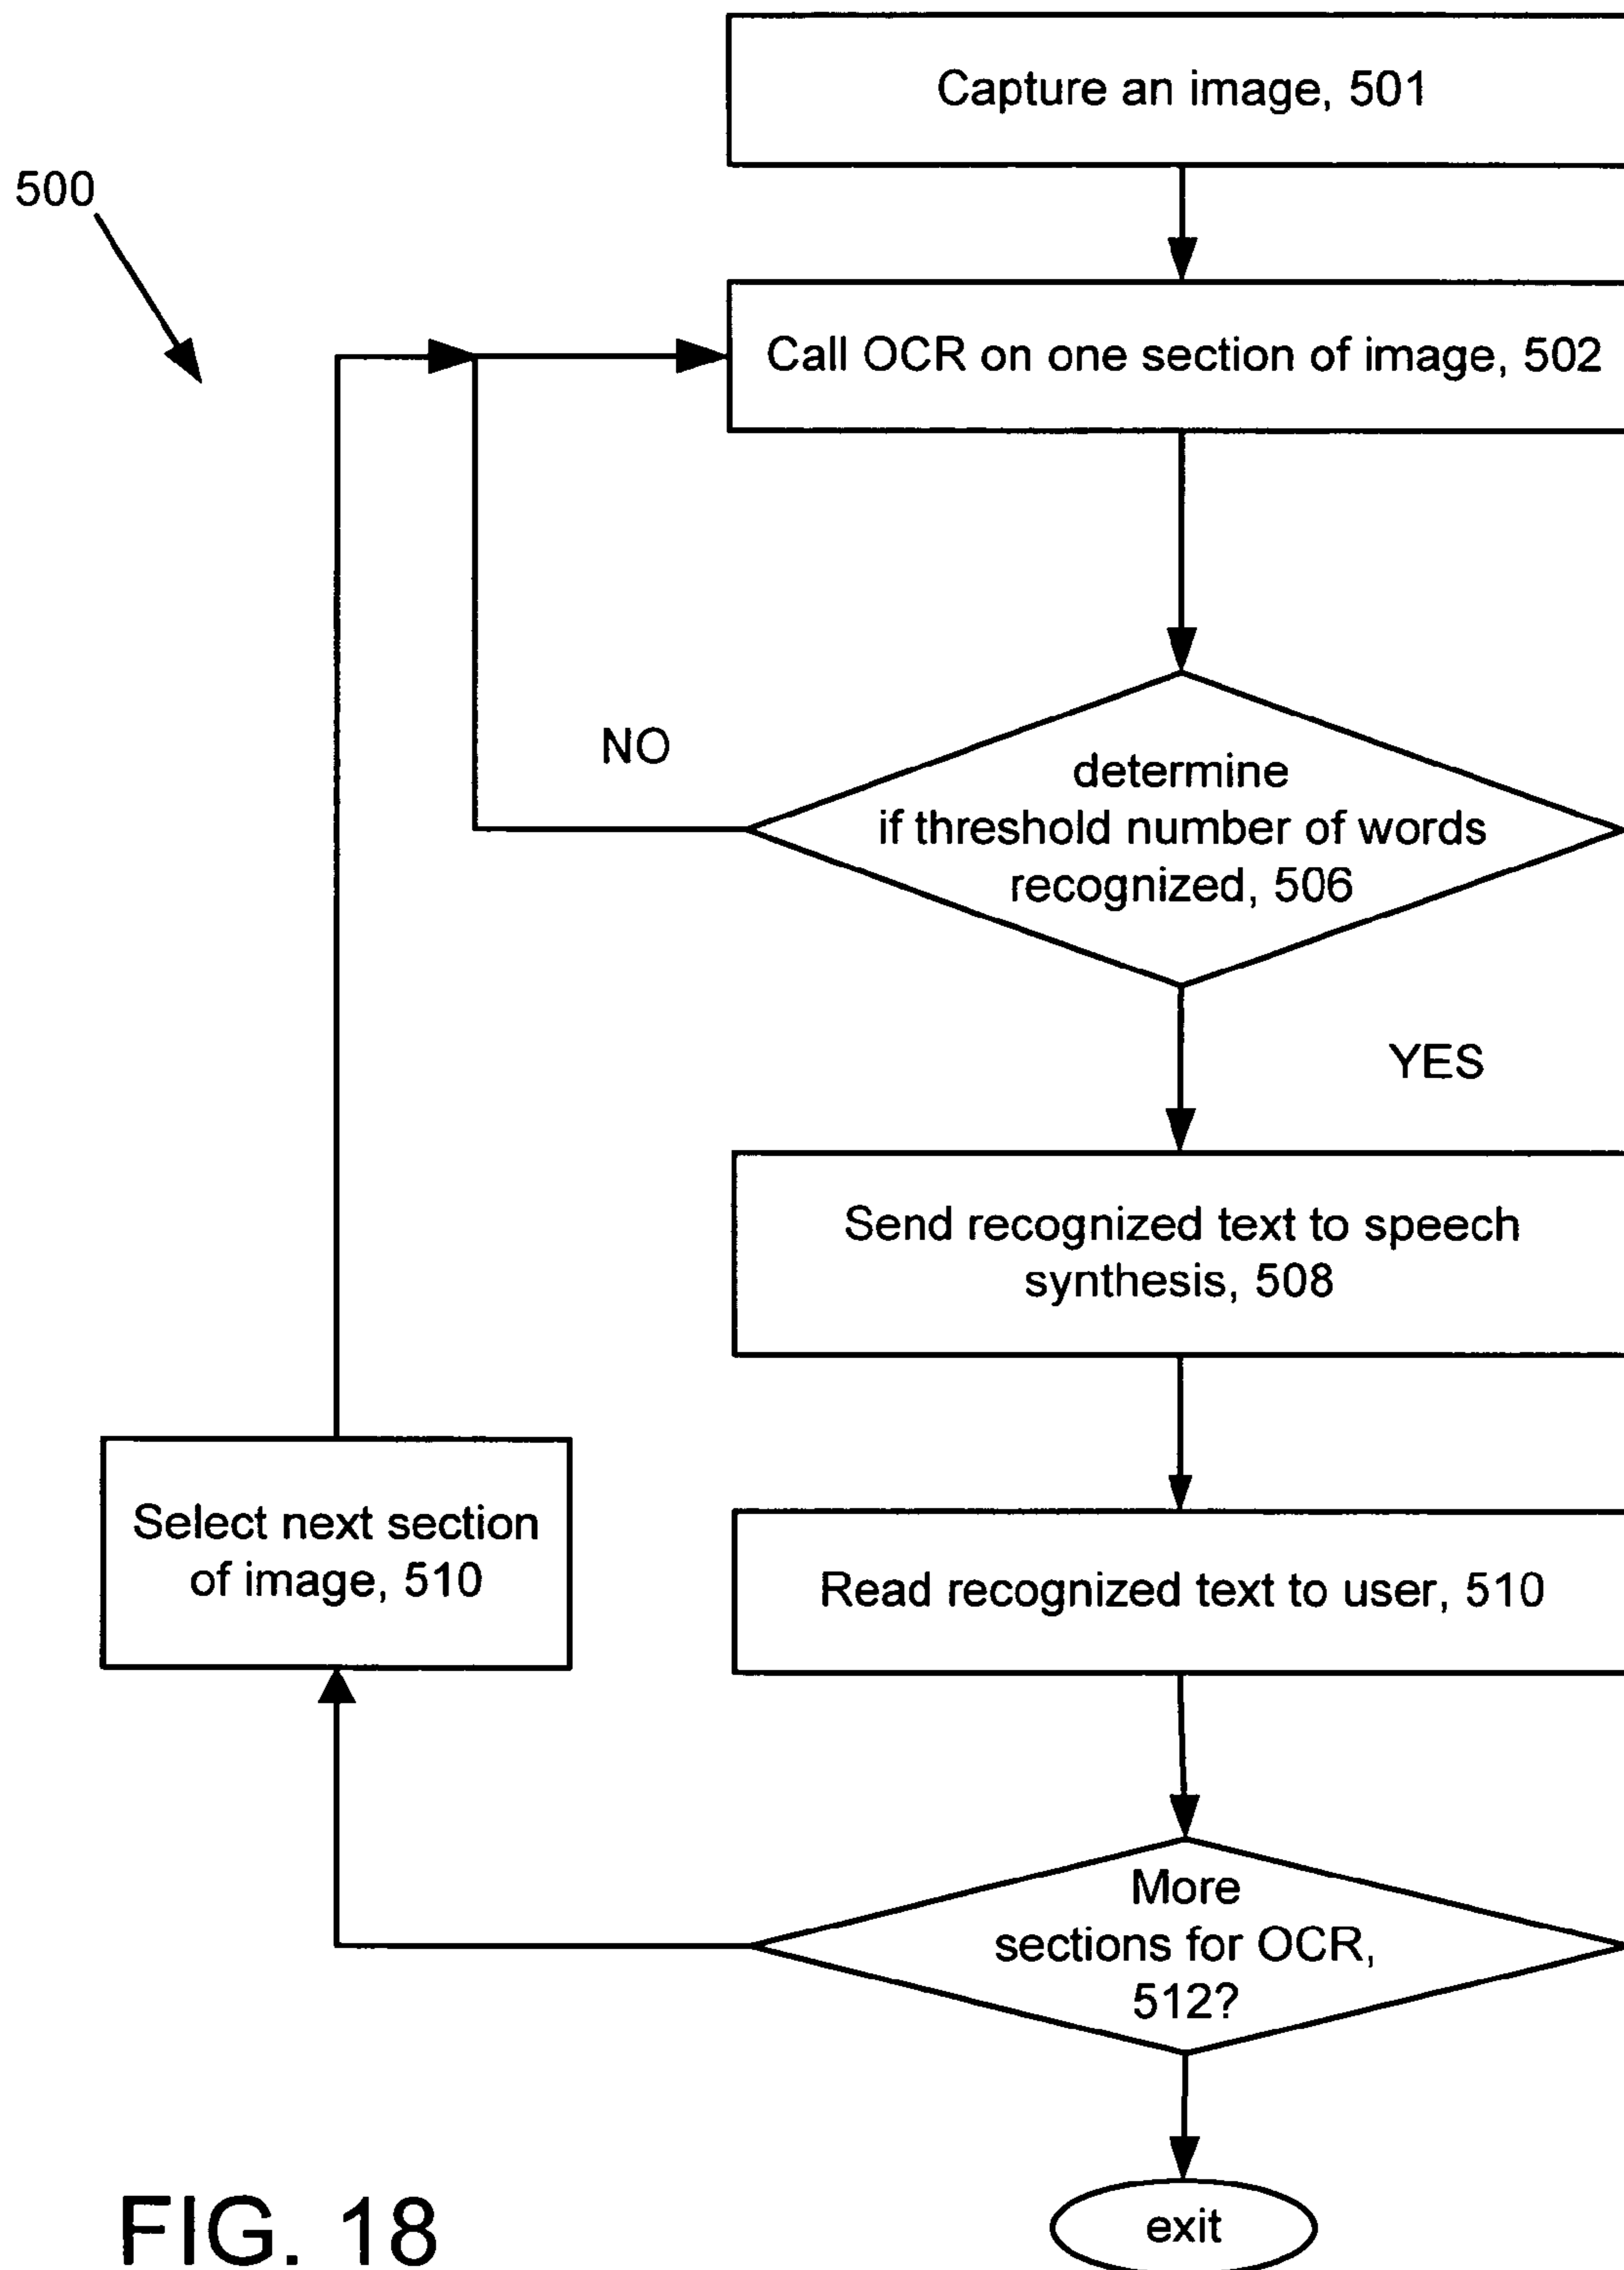 Capture an image, 501
500
Call OCR on one section of image, 502
NO
determine
if threshold number of words
recognized, 506
YES
Send recognized text to speech
synthesis, 508
Select next section
of image, 510
Read recognized text to user, 510
More
sections for OCR,
512?
exit
FIG. 18